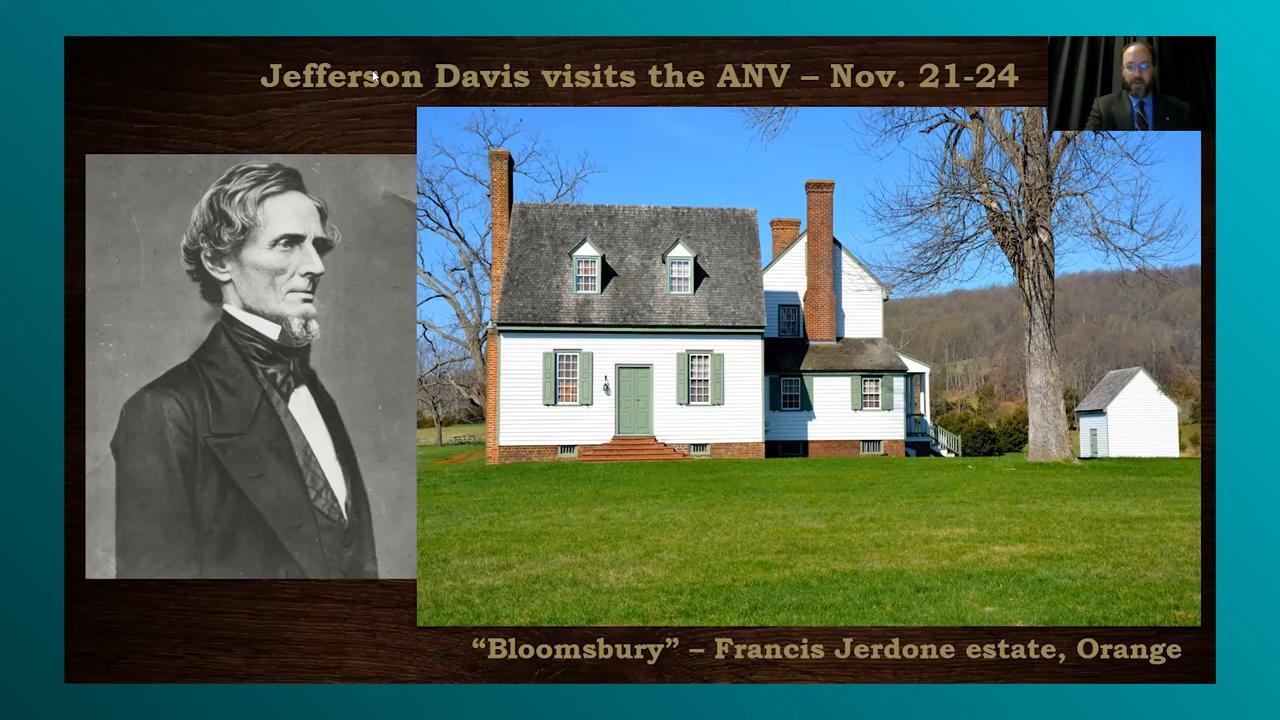 Jefferson Davis visits the ANV – Nov. 21-24
“Bloomsbury” – Francis Jerdone estate, Orange